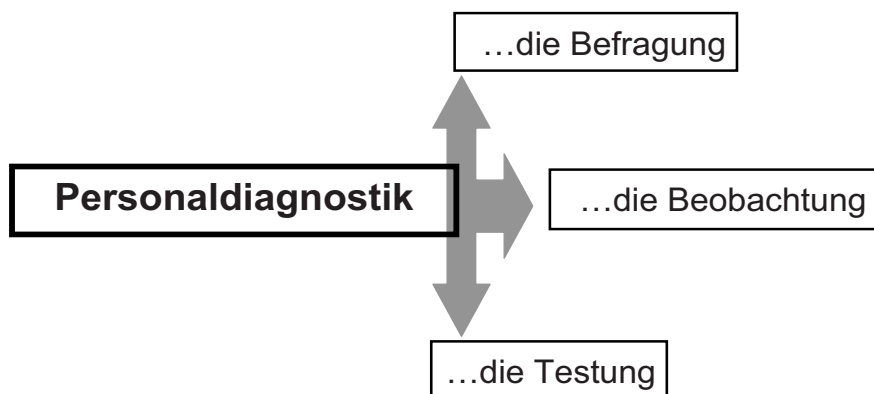 …die Befragung
Personaldiagnostik
…die Beobachtung
…die Testung